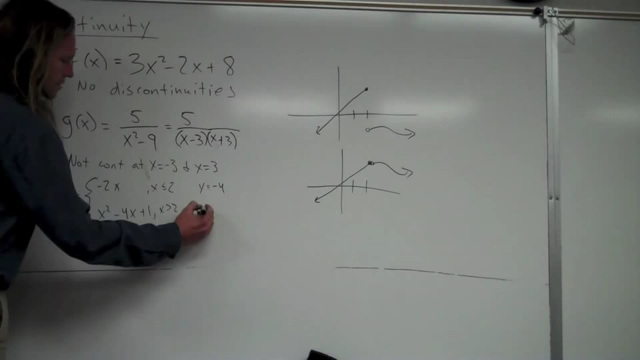 tinuity
(x) = 3x² - 2x + 8
No discontinuities
g(x) = 5 / (x² - 9) = 5 / ((x-3)(x+3))
Not cont at x=-3 & x=3
{ -2x , x≤2 y=-4
x² - 4x + 1, x>2